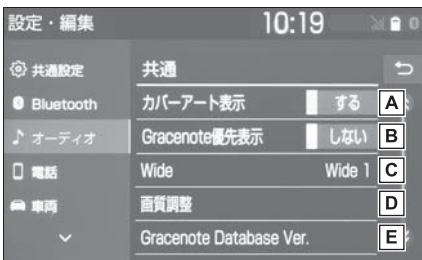 設定・編集 10:19 0
共通設定
Bluetooth
オーディオ
電話
車両
共通
カバーアート表示 する A
Gracenote優先表示 しない B
Wide Wide 1 C
画質調整 D
Gracenote Database Ver. E